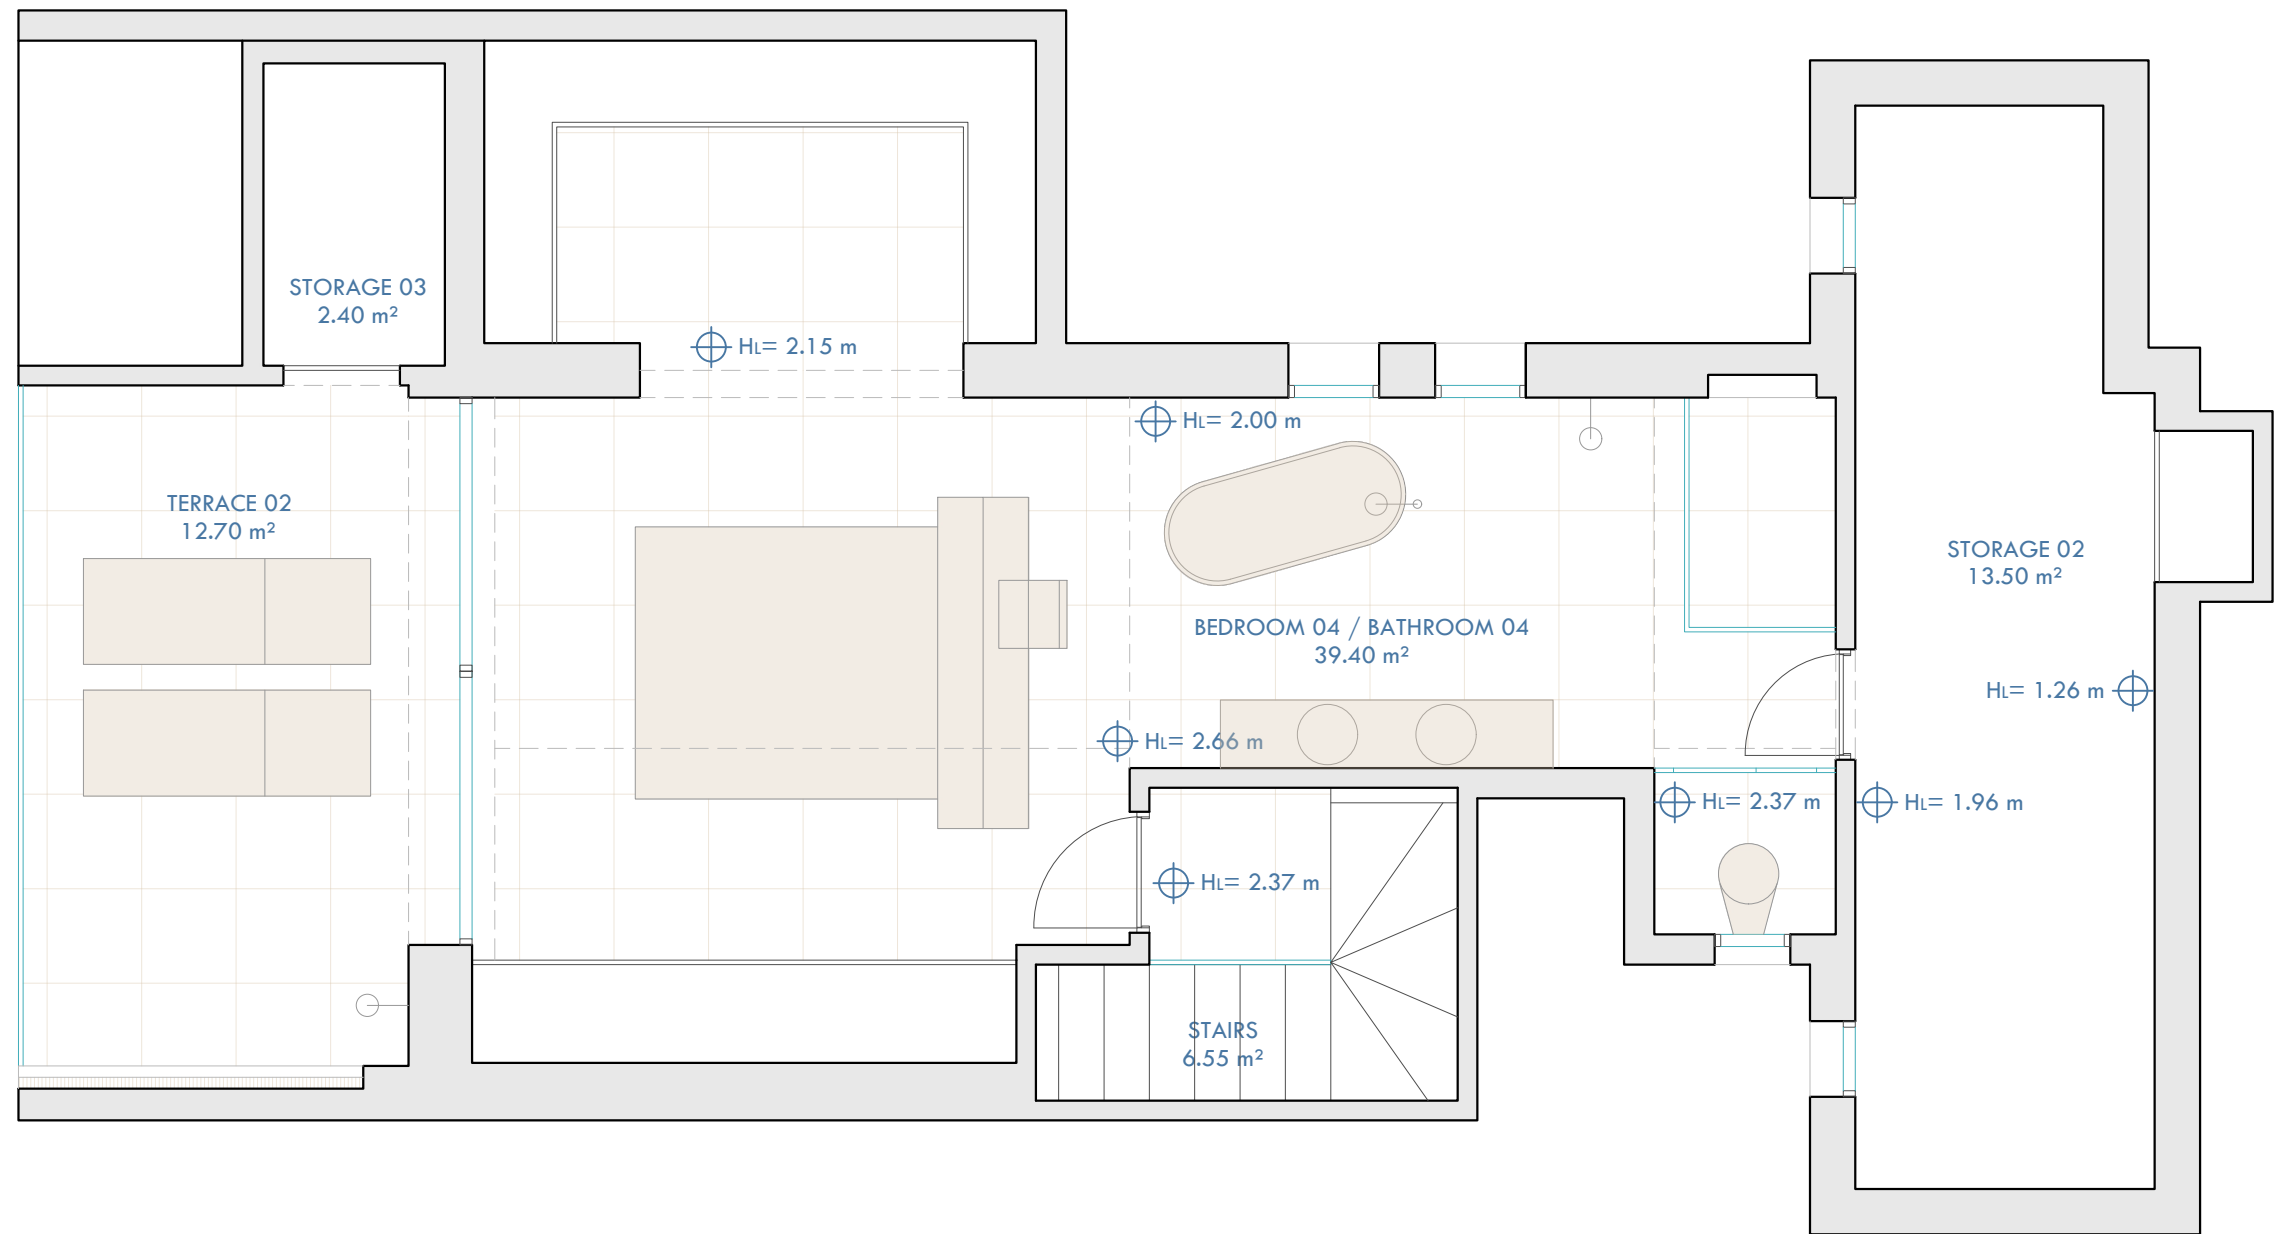 STORAGE 03
2.40 m²
HL= 2.15 m
HL= 2.00 m
TERRACE 02
12.70 m²
STORAGE 02
13.50 m²
BEDROOM 04 / BATHROOM 04
39.40 m²
HL= 1.26 m
HL= 2.66 m
HL= 2.37 m
HL= 1.96 m
HL= 2.37 m
STAIRS
6.55 m²